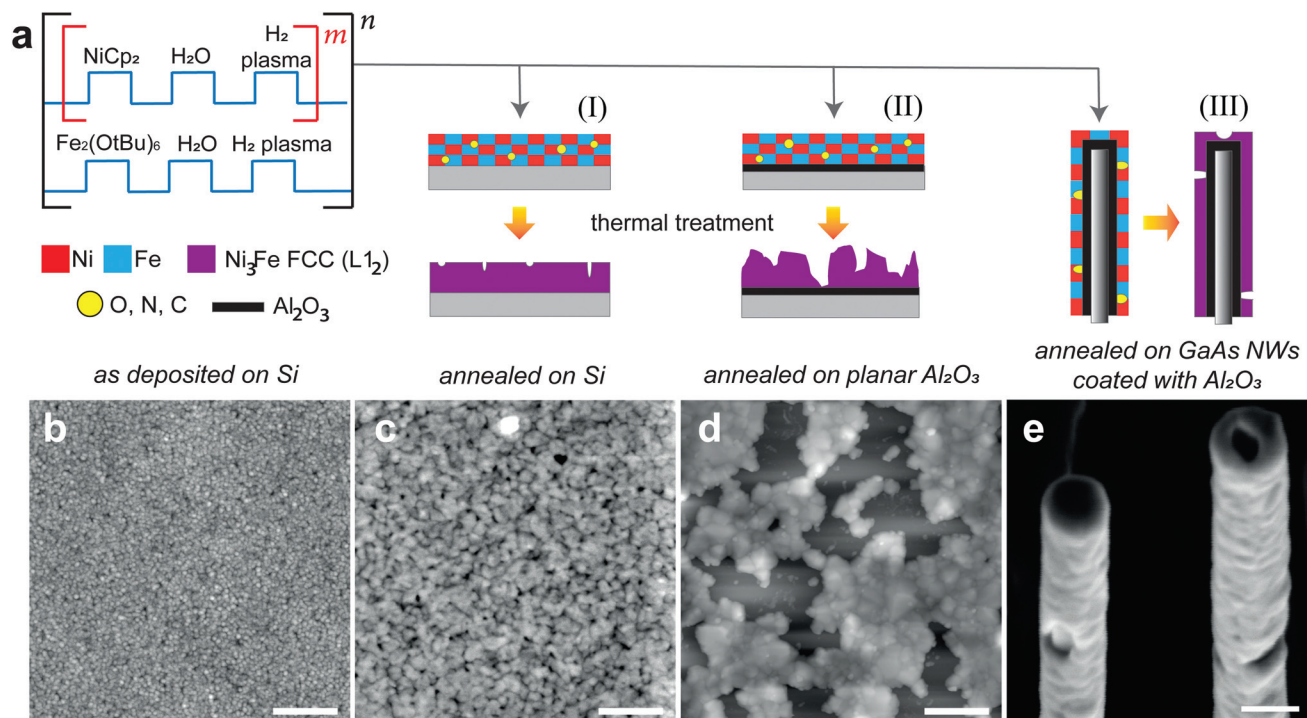 a
m
n
NiCp₂ H₂O H₂
plasma
Fe₂(OtBu)₆ H₂O H₂ plasma
Ni Fe Ni₃Fe FCC (L1₂)
O, N, C Al₂O₃
(I)
(II)
(III)
thermal treatment
as deposited on Si
annealed on Si
annealed on planar Al₂O₃
annealed on GaAs NWs
coated with Al₂O₃
b
c
d
e